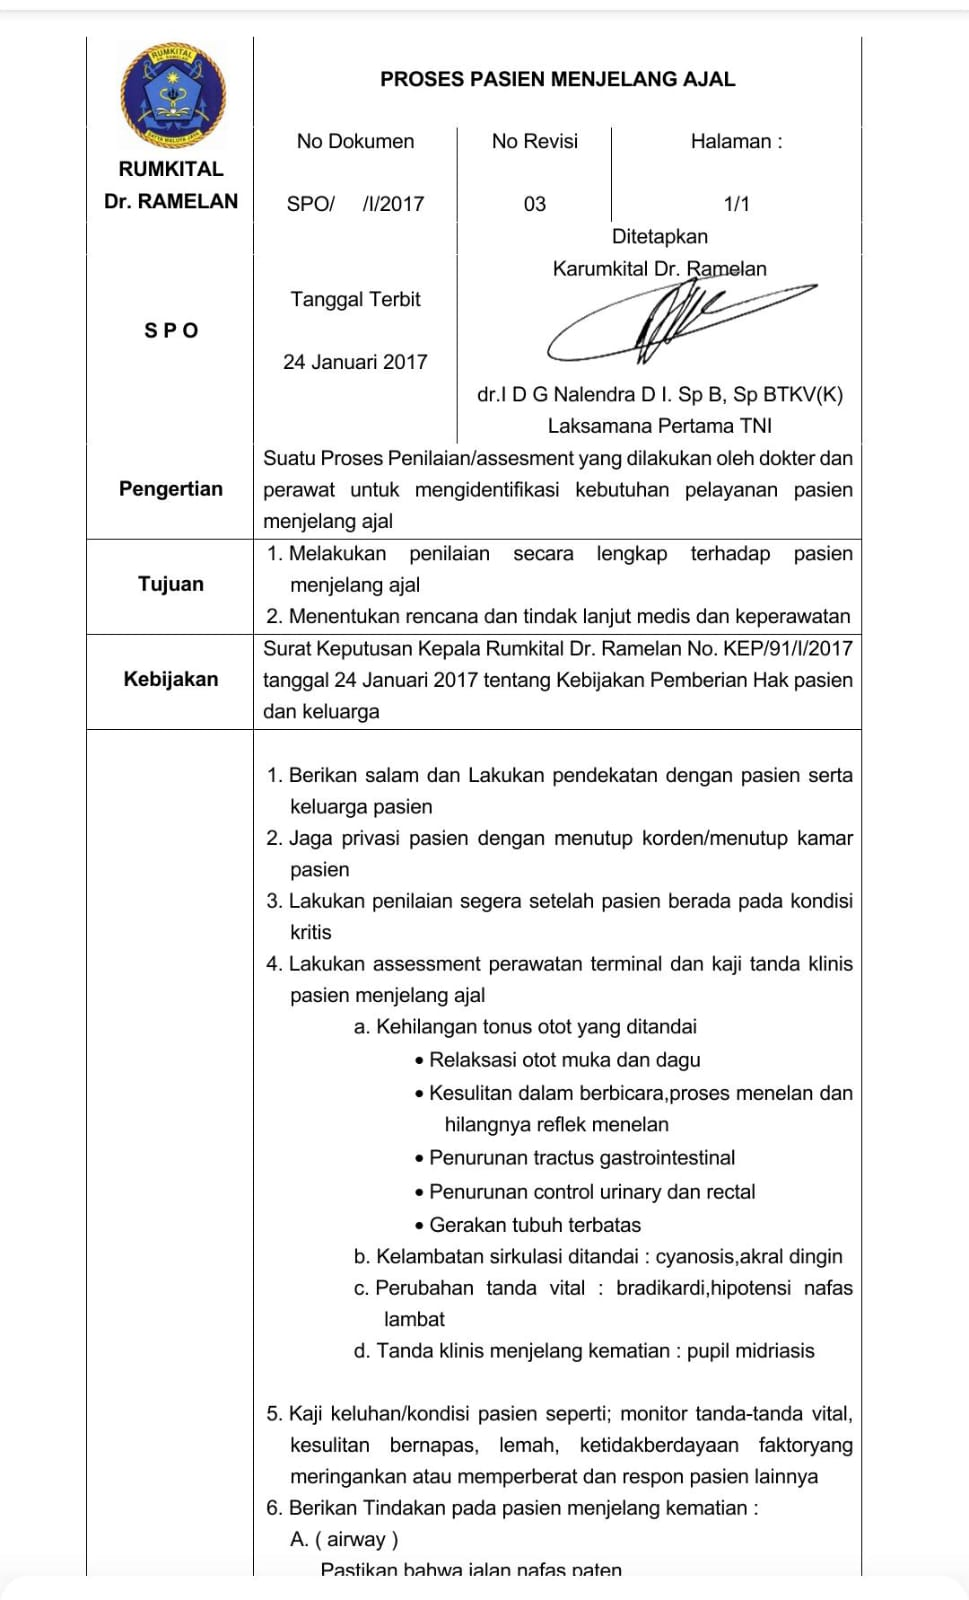 RUMKITAL
PROSES PASIEN MENJELANG AJAL
No Dokumen
No Revisi
Halaman :
RUMKITAL
Dr. RAMELAN
SPO/ /I/2017
03
1/1
Ditetapkan
Karumkital Dr. Ramelan
Tanggal Terbit
S P O
24 Januari 2017
dr.I D G Nalendra D I. Sp B, Sp BTKV(K)
Laksamana Pertama TNI
Pengertian
Suatu Proses Penilaian/assesment yang dilakukan oleh dokter dan
perawat untuk mengidentifikasi kebutuhan pelayanan pasien
menjelang ajal
Tujuan
1. Melakukan penilaian secara lengkap terhadap pasien
menjelang ajal
2. Menentukan rencana dan tindak lanjut medis dan keperawatan
Kebijakan
Surat Keputusan Kepala Rumkital Dr. Ramelan No. KEP/91/I/2017
tanggal 24 Januari 2017 tentang Kebijakan Pemberian Hak pasien
dan keluarga
1. Berikan salam dan Lakukan pendekatan dengan pasien serta
keluarga pasien
2. Jaga privasi pasien dengan menutup korden/menutup kamar
pasien
3. Lakukan penilaian segera setelah pasien berada pada kondisi
kritis
4. Lakukan assessment perawatan terminal dan kaji tanda klinis
pasien menjelang ajal
a. Kehilangan tonus otot yang ditandai
• Relaksasi otot muka dan dagu
• Kesulitan dalam berbicara,proses menelan dan
hilangnya reflek menelan
• Penurunan tractus gastrointestinal
• Penurunan control urinary dan rectal
• Gerakan tubuh terbatas
b. Kelambatan sirkulasi ditandai : cyanosis,akral dingin
c. Perubahan tanda vital : bradikardi,hipotensi nafas
lambat
d. Tanda klinis menjelang kematian : pupil midriasis
5. Kaji keluhan/kondisi pasien seperti; monitor tanda-tanda vital,
kesulitan bernapas, lemah, ketidakberdayaan faktoryang
meringankan atau memperberat dan respon pasien lainnya
6. Berikan Tindakan pada pasien menjelang kematian :
A. ( airway )
Pastikan bahwa jalan nafas paten